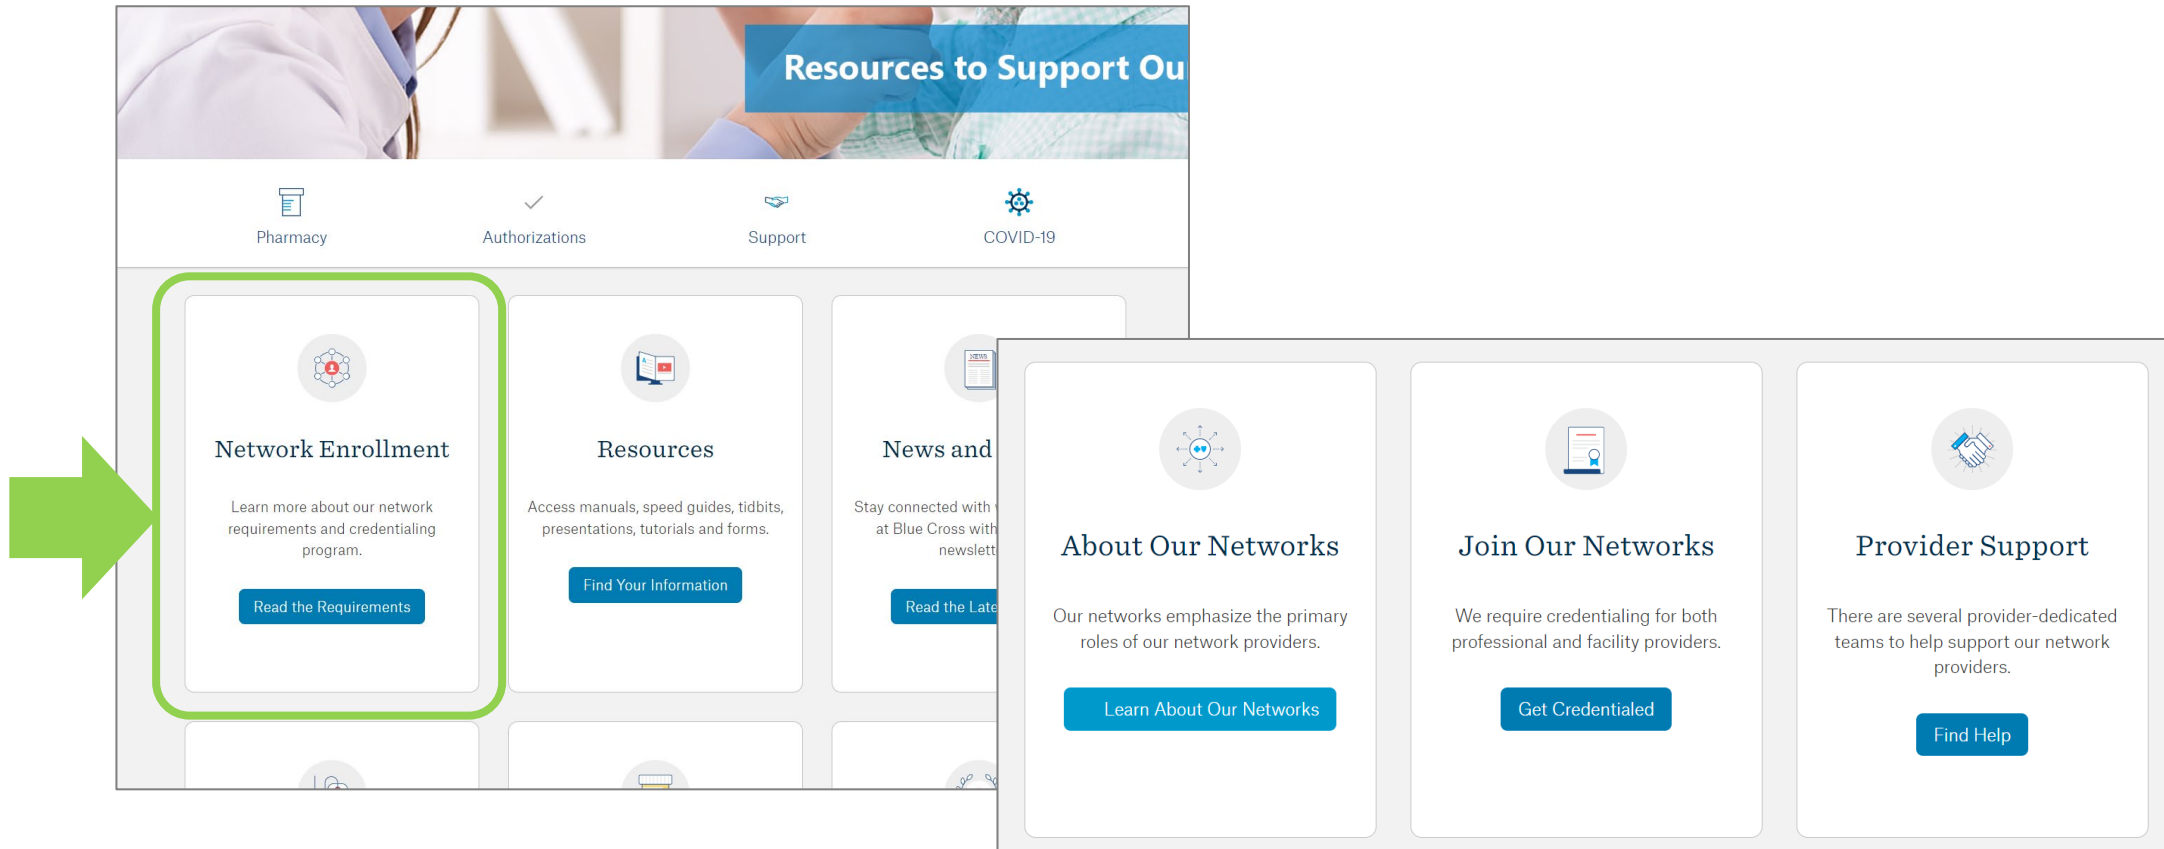 Resources to Support Ou
Pharmacy
Authorizations
Support
COVID-19
Network Enrollment
Learn more about our network
requirements and credentialing
program.
Read the Requirements
Resources
Access manuals, speed guides, tidbits,
presentations, tutorials and forms.
Find Your Information
NEWS
News and
Stay connected with
at Blue Cross with
newslett
Read the Late
About Our Networks
Our networks emphasize the primary
roles of our network providers.
Learn About Our Networks
Join Our Networks
We require credentialing for both
professional and facility providers.
Get Credentialed
Provider Support
There are several provider-dedicated
teams to help support our network
providers.
Find Help